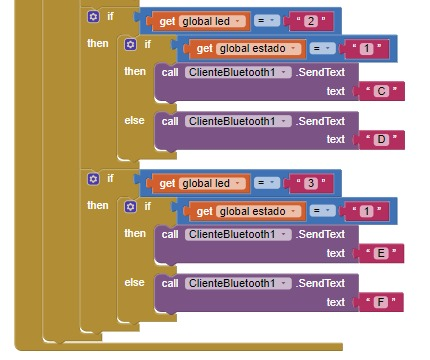 if get global led = " 2 "
then if get global estado = " 1 "
then call ClienteBluetooth1 .SendText
text " C "
else call ClienteBluetooth1 .SendText
text " D "
if get global led = " 3 "
then if get global estado = " 1 "
then call ClienteBluetooth1 .SendText
text " E "
else call ClienteBluetooth1 .SendText
text " F "